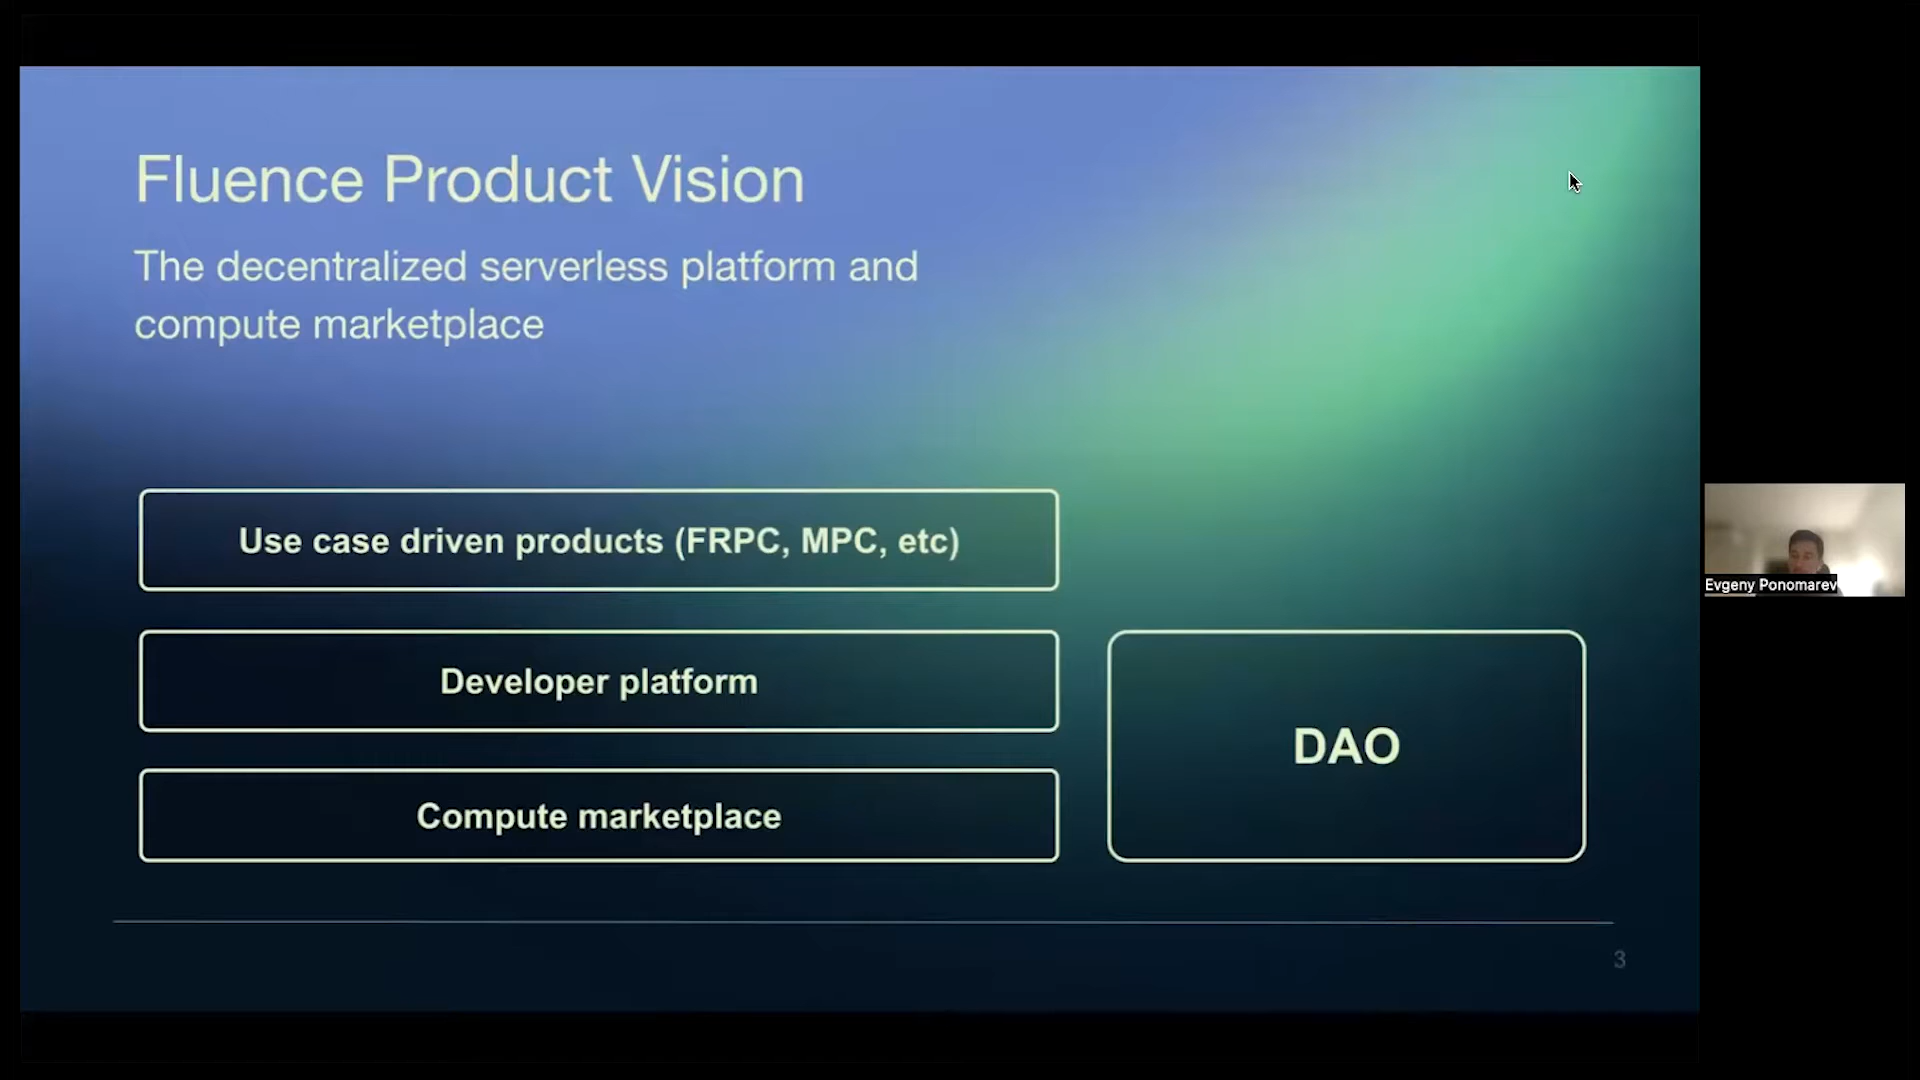 Fluence Product Vision
The decentralized serverless platform and
compute marketplace
Use case driven products (FRPC, MPC, etc)
Developer platform
Compute marketplace
DAO
3
Evgeny Ponomarev